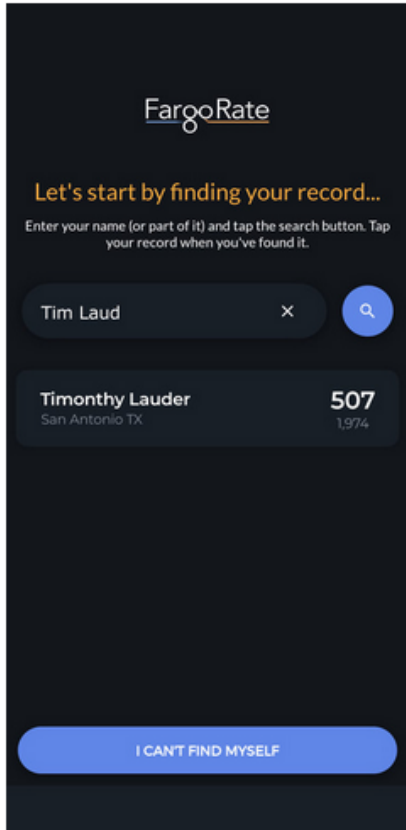 FargoRate
Let's start by finding your record...
Enter your name (or part of it) and tap the search button. Tap
your record when you've found it.
Tim Laud ×
Timonthy Lauder 507
San Antonio TX 1,974
I CAN'T FIND MYSELF